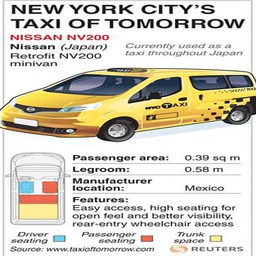 NEW YORK CITY'S
TAXI OF TOMORROW
NISSAN NV200
Nissan (Japan)
Retrofit NV200
minivan
Currently used as a
taxi throughout Japan
NYC TAXI
Passenger area: 0.39 sq m
Legroom: 0.58 m
Manufacturer
location: Mexico
Features:
Easy access, high seating for
open feel and better visibility,
rear-entry wheelchair access
Driver seating
Passenger seating
Trunk space
Source: www.taxioftomorrow.com
REUTERS